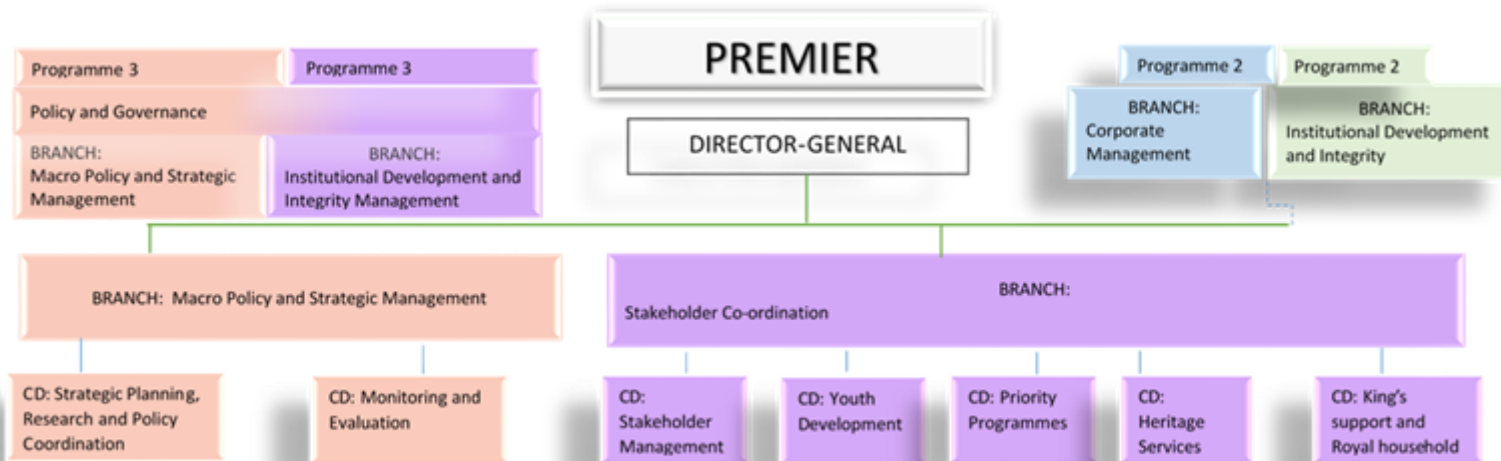 PREMIER
DIRECTOR-GENERAL
Programme 3
Programme 3
Policy and Governance
BRANCH:
Macro Policy and Strategic
Management
BRANCH:
Institutional Development and
Integrity Management
Programme 2
Programme 2
BRANCH:
Corporate
Management
BRANCH:
Institutional Development
and Integrity
BRANCH: Macro Policy and Strategic Management
BRANCH:
Stakeholder Co-ordination
CD: Strategic Planning,
Research and Policy
Coordination
CD: Monitoring and
Evaluation
CD:
Stakeholder
Management
CD: Youth
Development
CD: Priority
Programmes
CD:
Heritage
Services
CD: King's
support and
Royal household